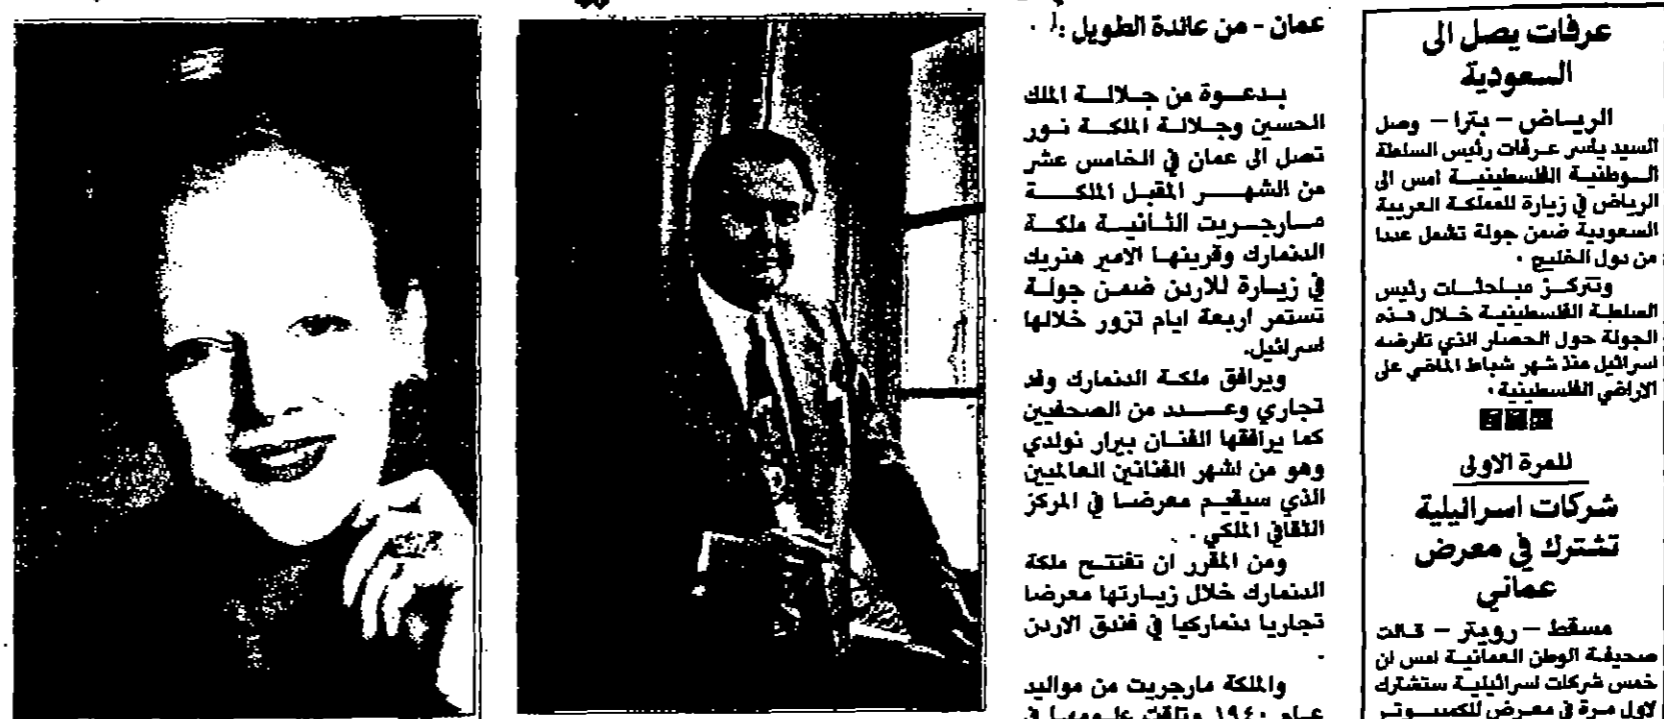 عمان - من عائدة الطويل :
بدعوة من جلالة الملك
الحسين وجلالة الملكة نور
تصل الى عمان في الخامس عشر
من الشهر المقبل الملكة
مارجريت الثانية ملكة
الدنمارك وقرينها الامير هنريك
في زيارة للاردن ضمن جولة
تستمر اربعة ايام تزور خلالها
اسرائيل.
ويرافق ملكة الدنمارك وفد
تجاري وعدد من الصحفيين
كما يرافقها الفنان بيرار نولدي
وهو من اشهر الفنانين العالميين
الذي سيقيم معرضا في المركز
الثقافي الملكي .
ومن المقرر ان تفتتح ملكة
الدنمارك خلال زيارتها معرضا
تجاريا دنماركيا في فندق الاردن
.
والملكة مارجريت من مواليد
عام ١٩٤٠ وتلقت علومها في
عرفات يصل الى
السعودية
الرياض – بترا – وصل
السيد ياسر عرفات رئيس السلطة
الوطنية الفلسطينية امس الى
الرياض في زيارة للمملكة العربية
السعودية ضمن جولة تشمل عددا
من دول الخليج .
وتتركز مباحثات رئيس
السلطة الفلسطينية خلال هذه
الجولة حول الحصار الذي تفرضه
اسرائيل منذ شهر شباط الماضي على
الاراضي الفلسطينية .
للمرة الاولى
شركات اسرائيلية
تشترك في معرض
عماني
مسقط – رويتر – قالت
صحيفة الوطن العمانية امس ان
خمس شركات اسرائيلية ستشترك
لاول مرة في معرض للكمبيوتر